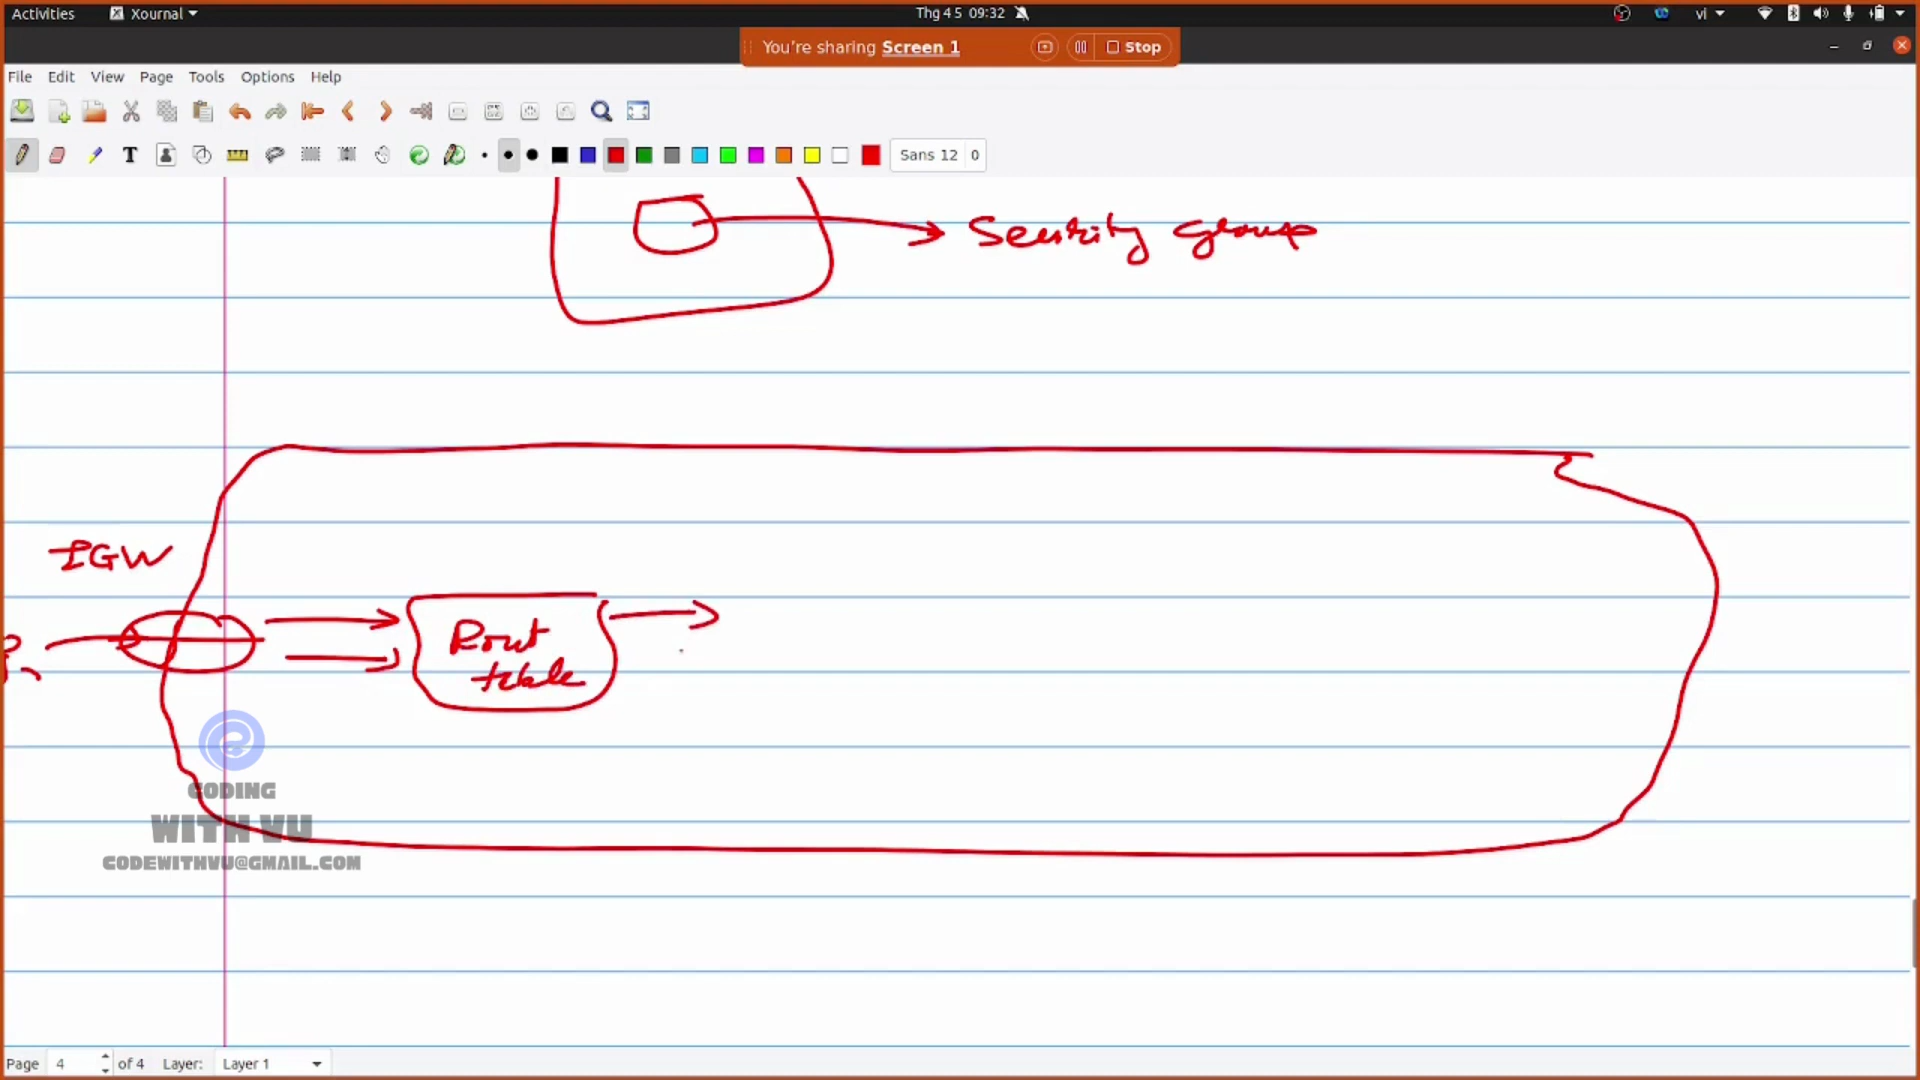 Activities Xournal Thg 4 5 09:32 vi
You're sharing Screen 1 Stop
File Edit View Page Tools Options Help
T Sans 12 0
Security group
IGW
Rout
table
CODING
WITH VU
CODEWITHVU@GMAIL.COM
Page 4 of 4 Layer: Layer 1